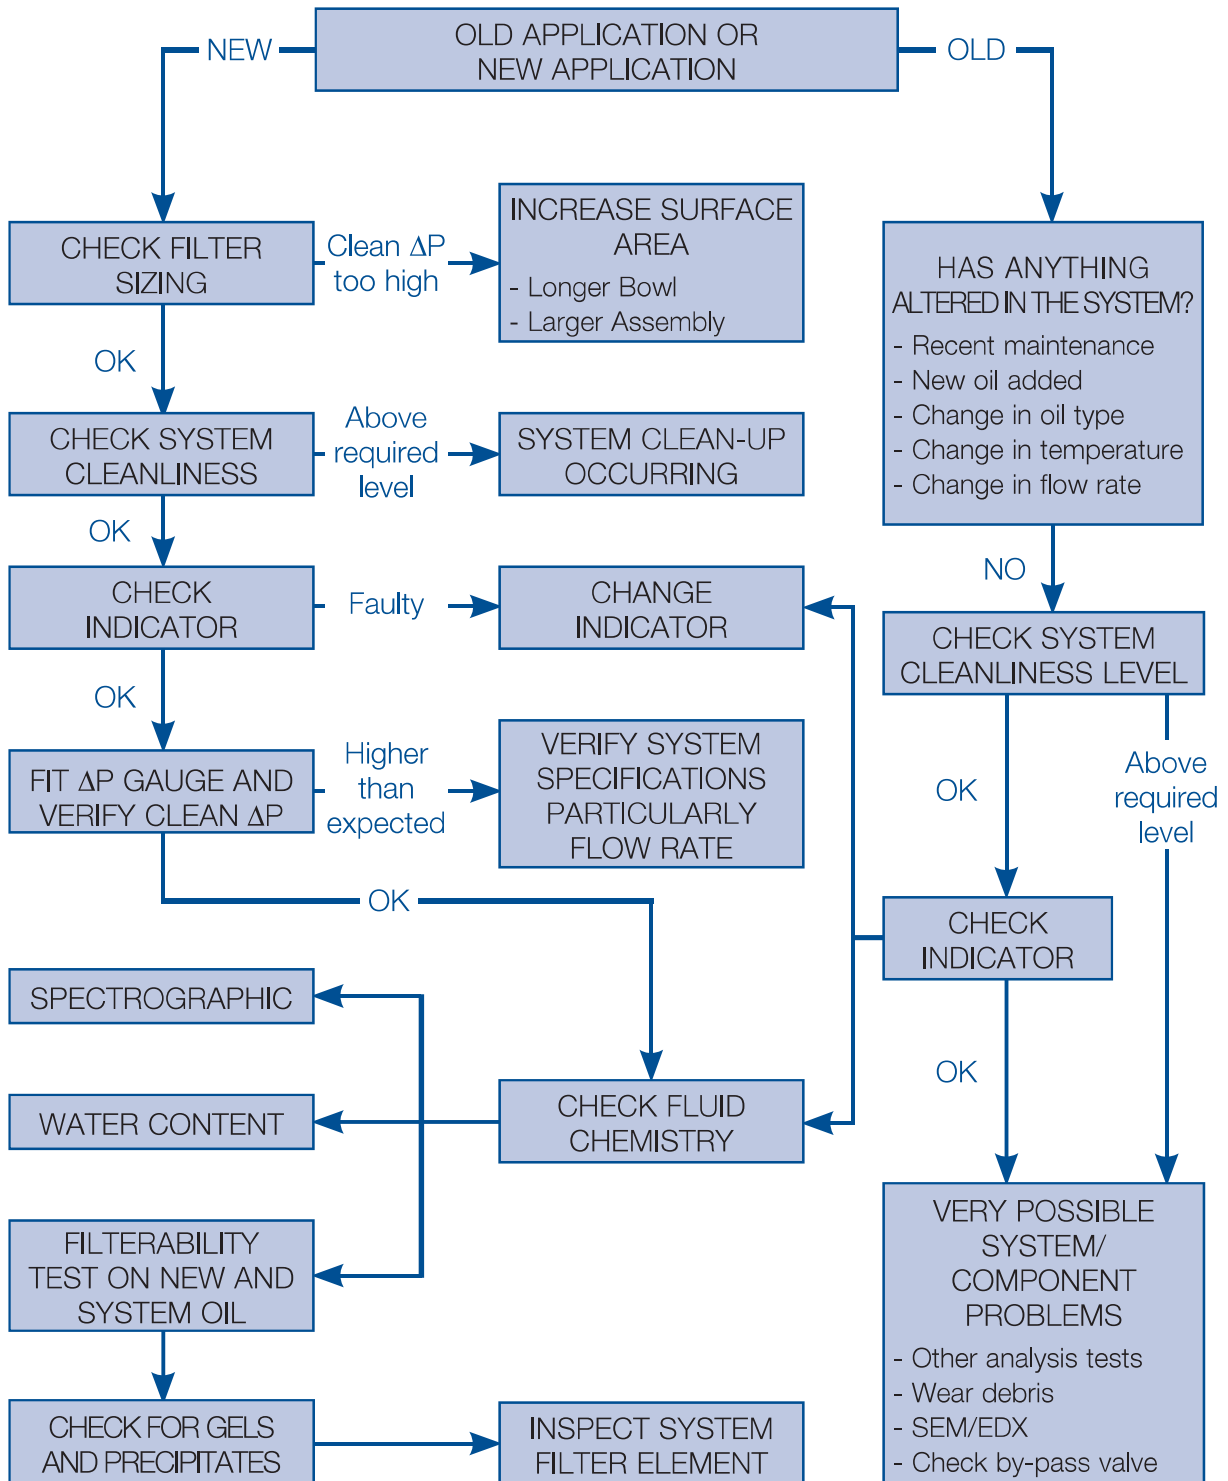 OLD APPLICATION OR
NEW APPLICATION
NEW
OLD
CHECK FILTER
SIZING
Clean ΔP
too high
INCREASE SURFACE
AREA
- Longer Bowl
- Larger Assembly
HAS ANYTHING
ALTERED IN THE SYSTEM?
- Recent maintenance
- New oil added
- Change in oil type
- Change in temperature
- Change in flow rate
OK
CHECK SYSTEM
CLEANLINESS
Above
required
level
SYSTEM CLEAN-UP
OCCURRING
OK
NO
CHECK
INDICATOR
Faulty
CHANGE
INDICATOR
CHECK SYSTEM
CLEANLINESS LEVEL
OK
FIT ΔP GAUGE AND
VERIFY CLEAN ΔP
Higher
than
expected
VERIFY SYSTEM
SPECIFICATIONS
PARTICULARLY
FLOW RATE
OK
Above
required
level
OK
CHECK
INDICATOR
SPECTROGRAPHIC
WATER CONTENT
CHECK FLUID
CHEMISTRY
OK
FILTERABILITY
TEST ON NEW AND
SYSTEM OIL
VERY POSSIBLE
SYSTEM/
COMPONENT
PROBLEMS
- Other analysis tests
- Wear debris
- SEM/EDX
- Check by-pass valve
CHECK FOR GELS
AND PRECIPITATES
INSPECT SYSTEM
FILTER ELEMENT